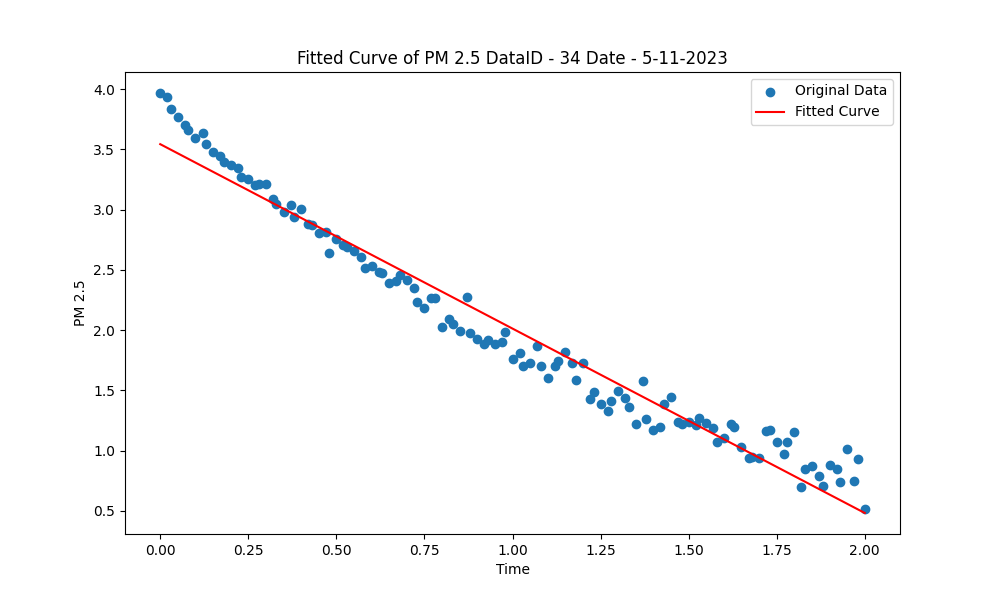 Fitted Curve of PM 2.5 DataID - 34 Date - 5-11-2023
Original Data
Fitted Curve
PM 2.5
4.0
3.5
3.0
2.5
2.0
1.5
1.0
0.5
0.00 0.25 0.50 0.75 1.00 1.25 1.50 1.75 2.00
Time